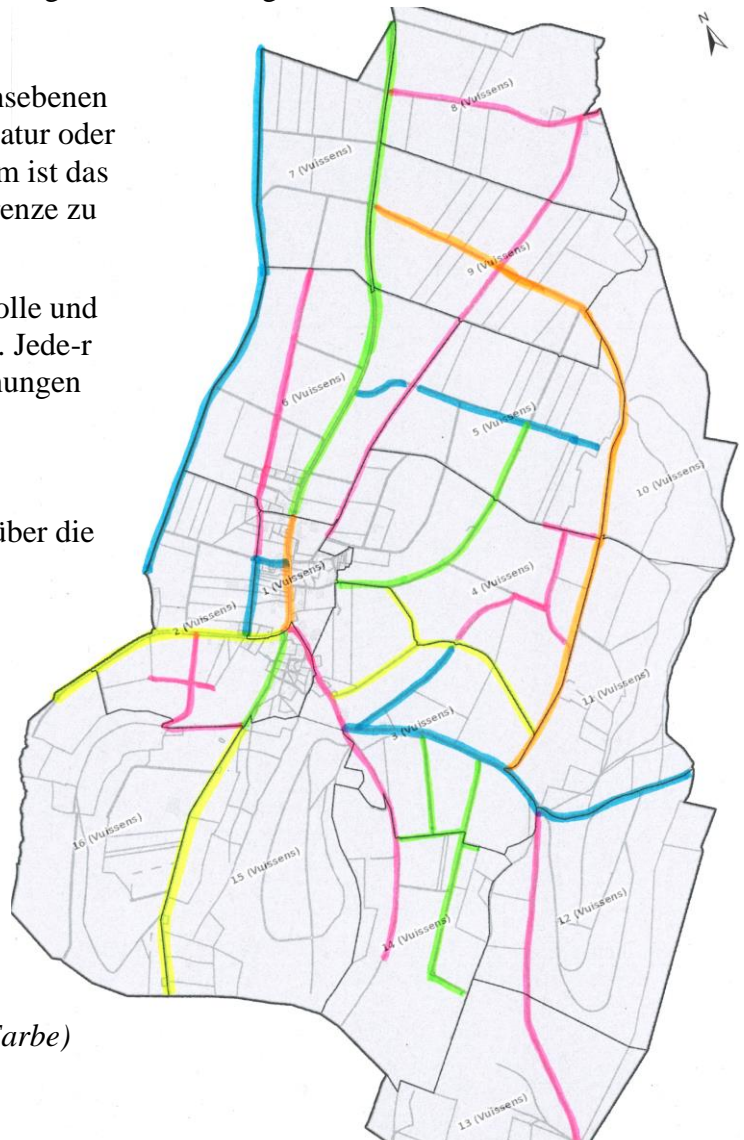 nsebenen
atur oder
m ist das
renze zu
olle und
. Jede-r
nungen
über die
Farbe)
N
8 (Vuissens)
7 (Vuissens)
9 (Vuissens)
6 (Vuissens)
5 (Vuissens)
10 (Vuissens)
1 (Vuissens)
4 (Vuissens)
2 (Vuissens)
11 (Vuissens)
3 (Vuissens)
16 (Vuissens)
15 (Vuissens)
12 (Vuissens)
14 (Vuissens)
13 (Vuissens)